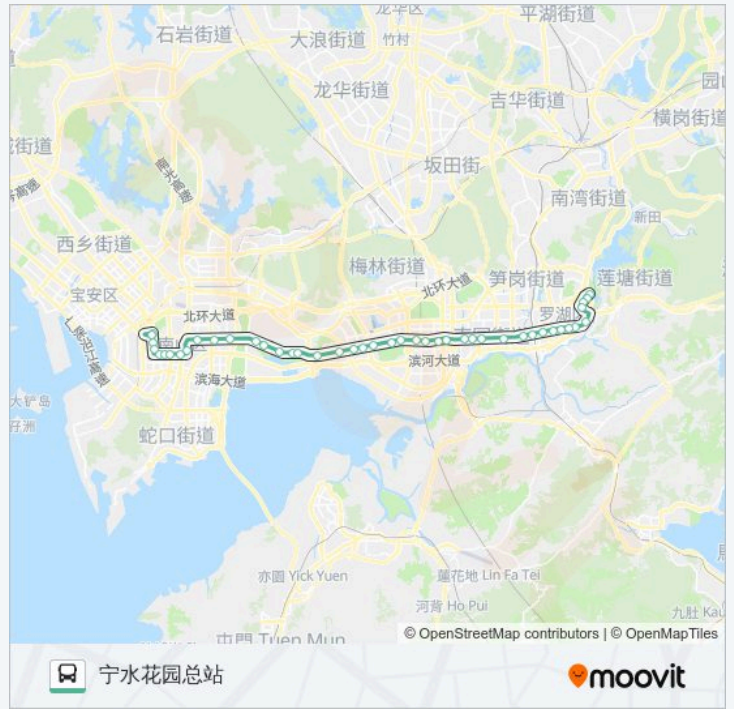 龙华区
平湖街道
石岩街道
大浪街道
竹村
龙华街道
吉华街道
园山
横岗街道
街道
坂田街
南光高速
高速
南湾街道
新田
西乡街道
梅林街道
北环大道
笋岗街道
莲塘街道
宝安区
北环大道
罗湖
滨河大道
滨海大道
蛇口街道
大铲岛
亦園 Yick Yuen
蓮花地 Lin Fa Tei
河背 Ho Pui
九肚 Kau
屯門 Tuen Mun
© OpenStreetMap contributors | © OpenMapTiles
宁水花园总站
moovit